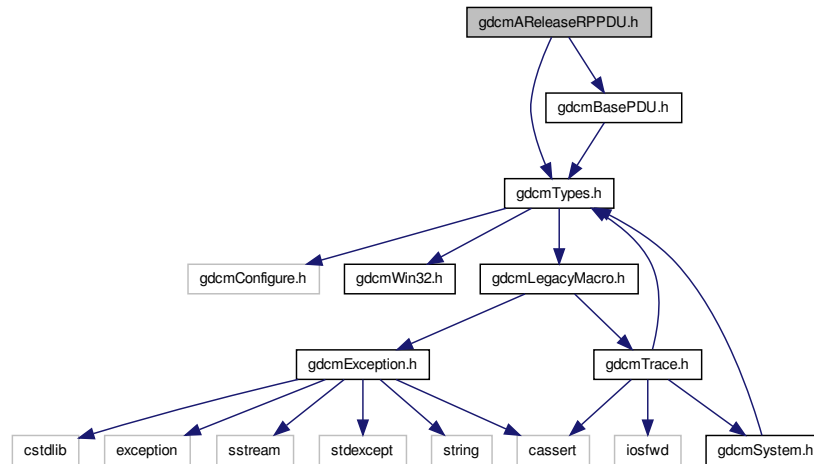 gdcmAReleaseRPPDU.h
gdcmBasePDU.h
gdcmTypes.h
gdcmConfigure.h
gdcmWin32.h
gdcmLegacyMacro.h
gdcmException.h
gdcmTrace.h
cstdlib
exception
sstream
stdexcept
string
cassert
iosfwd
gdcmSystem.h